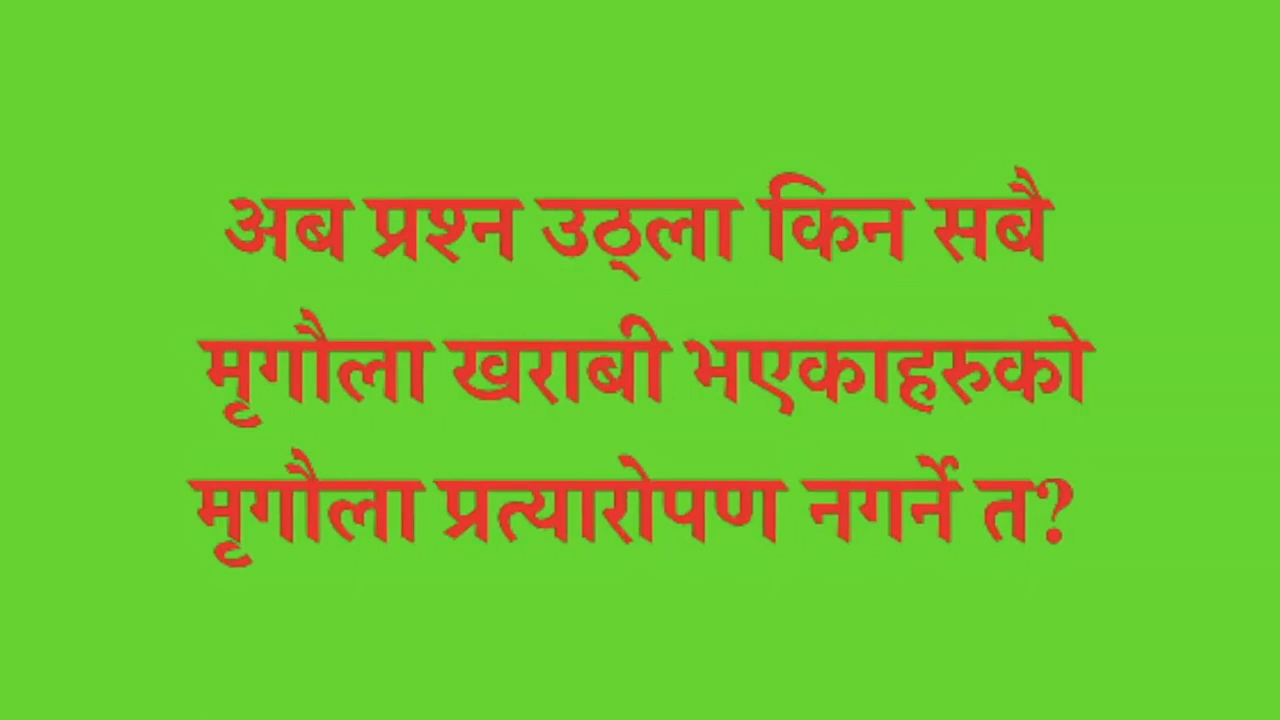 अब प्रश्न उठ्ला किन सबै
मृगौला खराबी भएकाहरुको
मृगौला प्रत्यारोपण नगर्ने त?